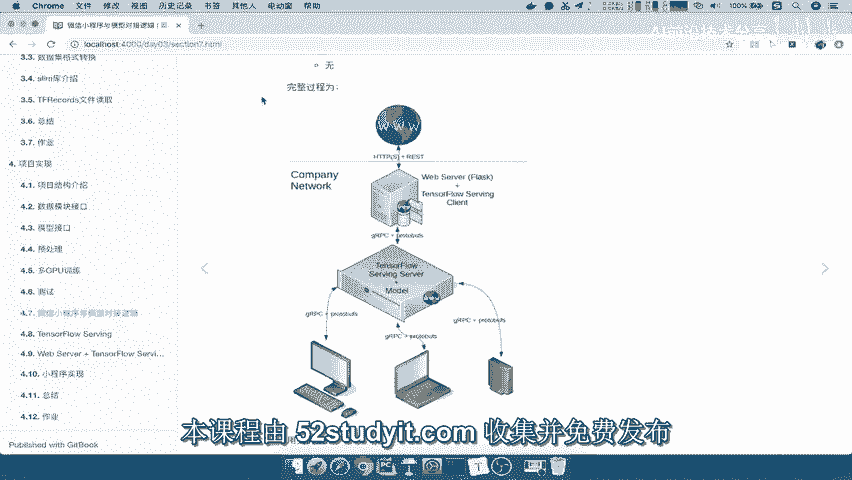 Chrome 文件 修改 视图 历史记录 书签 其他人 电动窗 帮助
100%
微信小程序与模型对接逻辑
localhost:4000/day03/section7.html
3.3. 数据集格式转换
3.4. slim库介绍
3.5. TFRecords文件读取
3.6. 总结
3.7. 作业
4. 项目实现
4.1. 项目结构介绍
4.2. 数据模块接口
4.3. 模型接口
4.4. 预处理
4.5. 多GPU训练
4.6. 测试
4.7. 微信小程序与模型对接逻辑
4.8. TensorFlow Serving
4.9. Web Server + TensorFlow Servi...
4.10. 小程序实现
4.11. 总结
4.12. 作业
Published with GitBook
无
完整过程为：
WWW
HTTP(S) + REST
Company
Network
Web Server (Flask)
+
TensorFlow Serving
Client
gRPC + protobufs
TensorFlow
Serving Server
+
Model
gRPC + protobufs
gRPC + protobufs
gRPC + protobufs
本课程由 52studyit.com 收集并免费发布